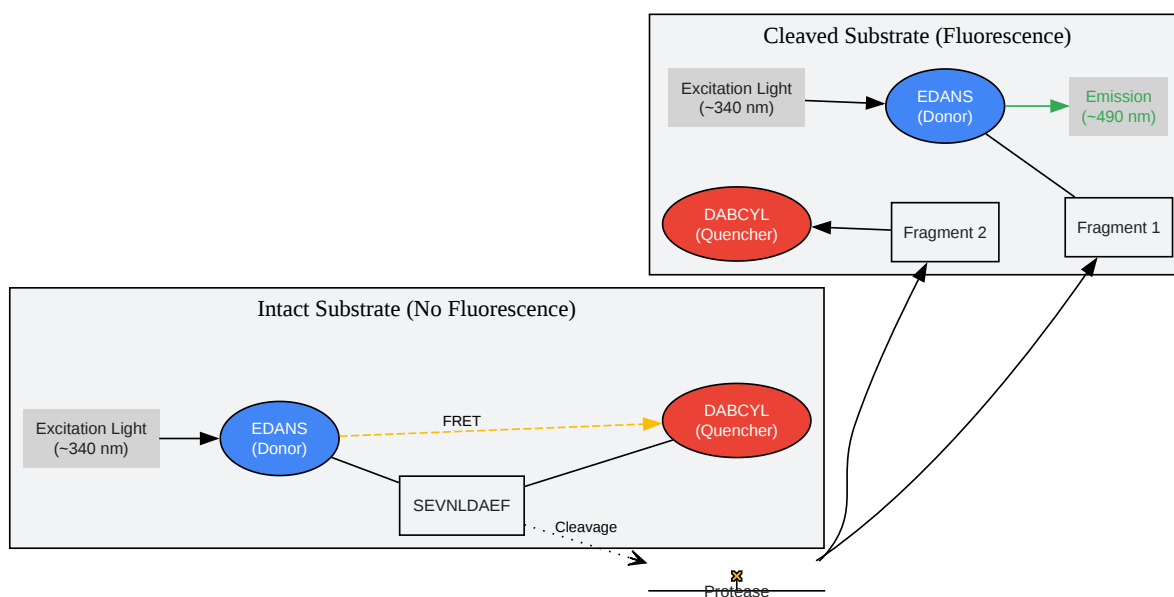 Cleaved Substrate (Fluorescence)
Excitation Light
(~340 nm)
EDANS
(Donor)
Emission
(~490 nm)
DABCYL
(Quencher)
Fragment 2
Fragment 1
Intact Substrate (No Fluorescence)
Excitation Light
(~340 nm)
EDANS
(Donor)
FRET
DABCYL
(Quencher)
SEVNLDAEF
Cleavage
Protease